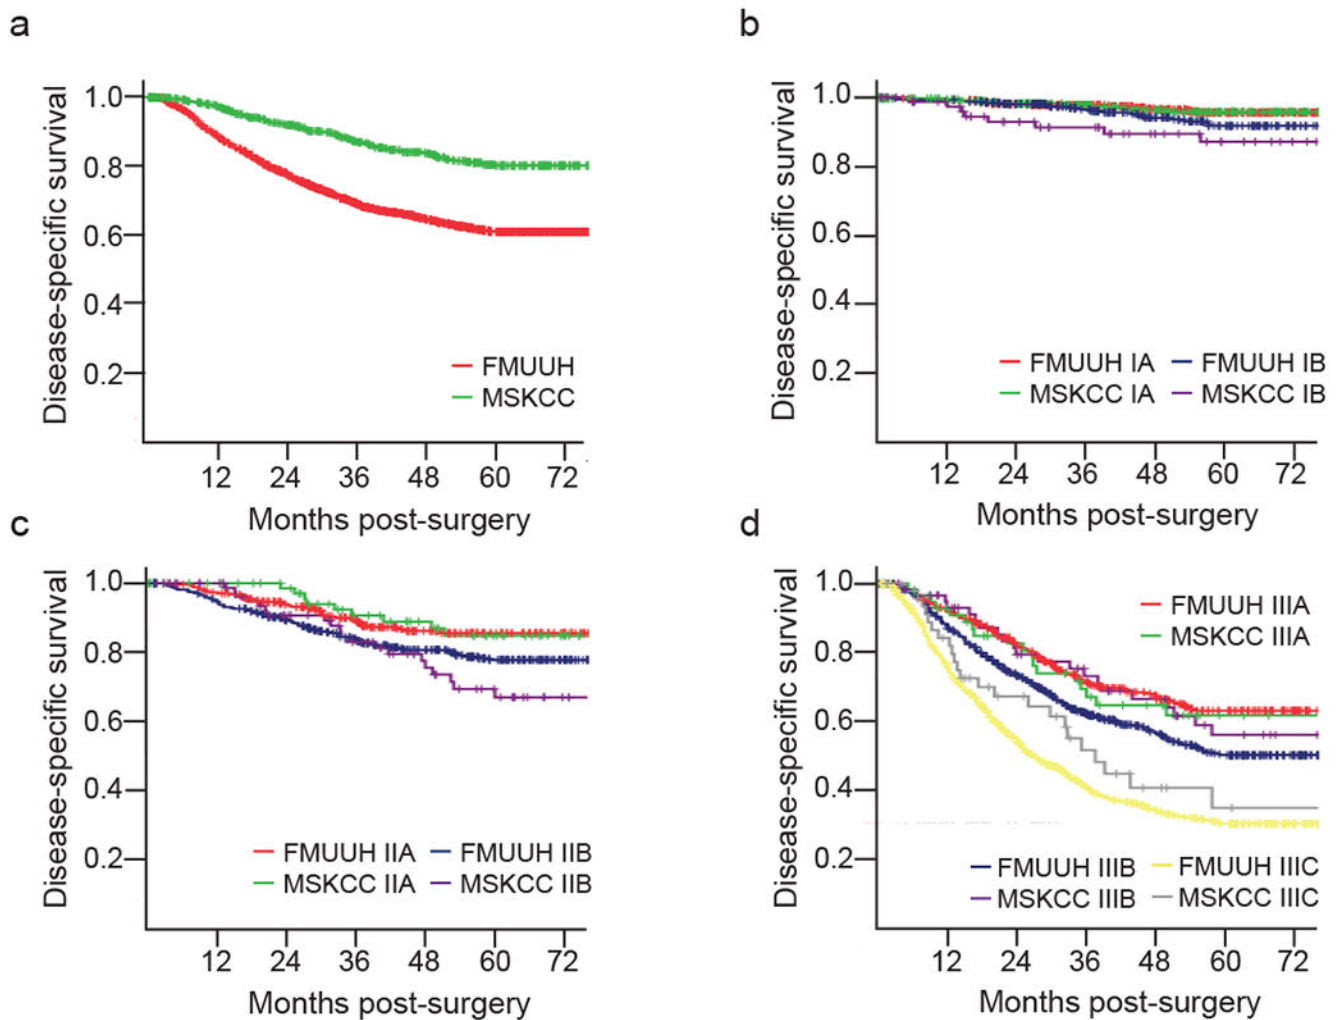 a
Disease-specific survival
1.0
0.8
0.6
0.4
0.2
FMUUH
MSKCC
12 24 36 48 60 72
Months post-surgery
b
Disease-specific survival
1.0
0.8
0.6
0.4
0.2
FMUUH IA FMUUH IB
MSKCC IA MSKCC IB
12 24 36 48 60 72
Months post-surgery
c
Disease-specific survival
1.0
0.8
0.6
0.4
0.2
FMUUH IIA FMUUH IIB
MSKCC IIA MSKCC IIB
12 24 36 48 60 72
Months post-surgery
d
Disease-specific survival
1.0
0.8
0.6
0.4
0.2
FMUUH IIIA
MSKCC IIIA
FMUUH IIIB FMUUH IIIC
MSKCC IIIB MSKCC IIIC
12 24 36 48 60 72
Months post-surgery